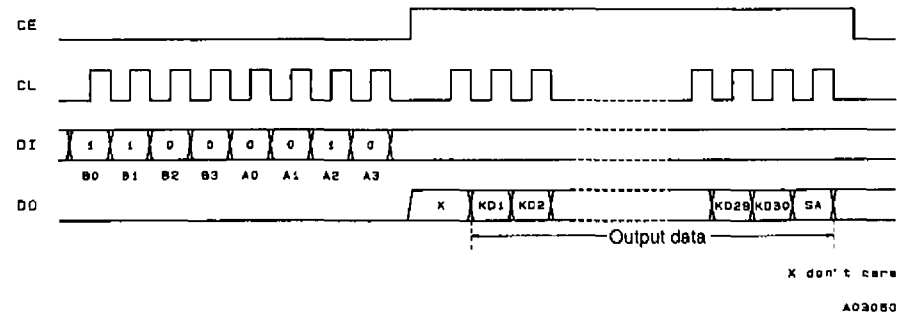 CE
CL
DI 1 1 0 0 0 0 1 0
B0 B1 B2 B3 A0 A1 A2 A3
DO X KD1 KD2 KD29 KD30 SA
Output data
X don't care
A03060